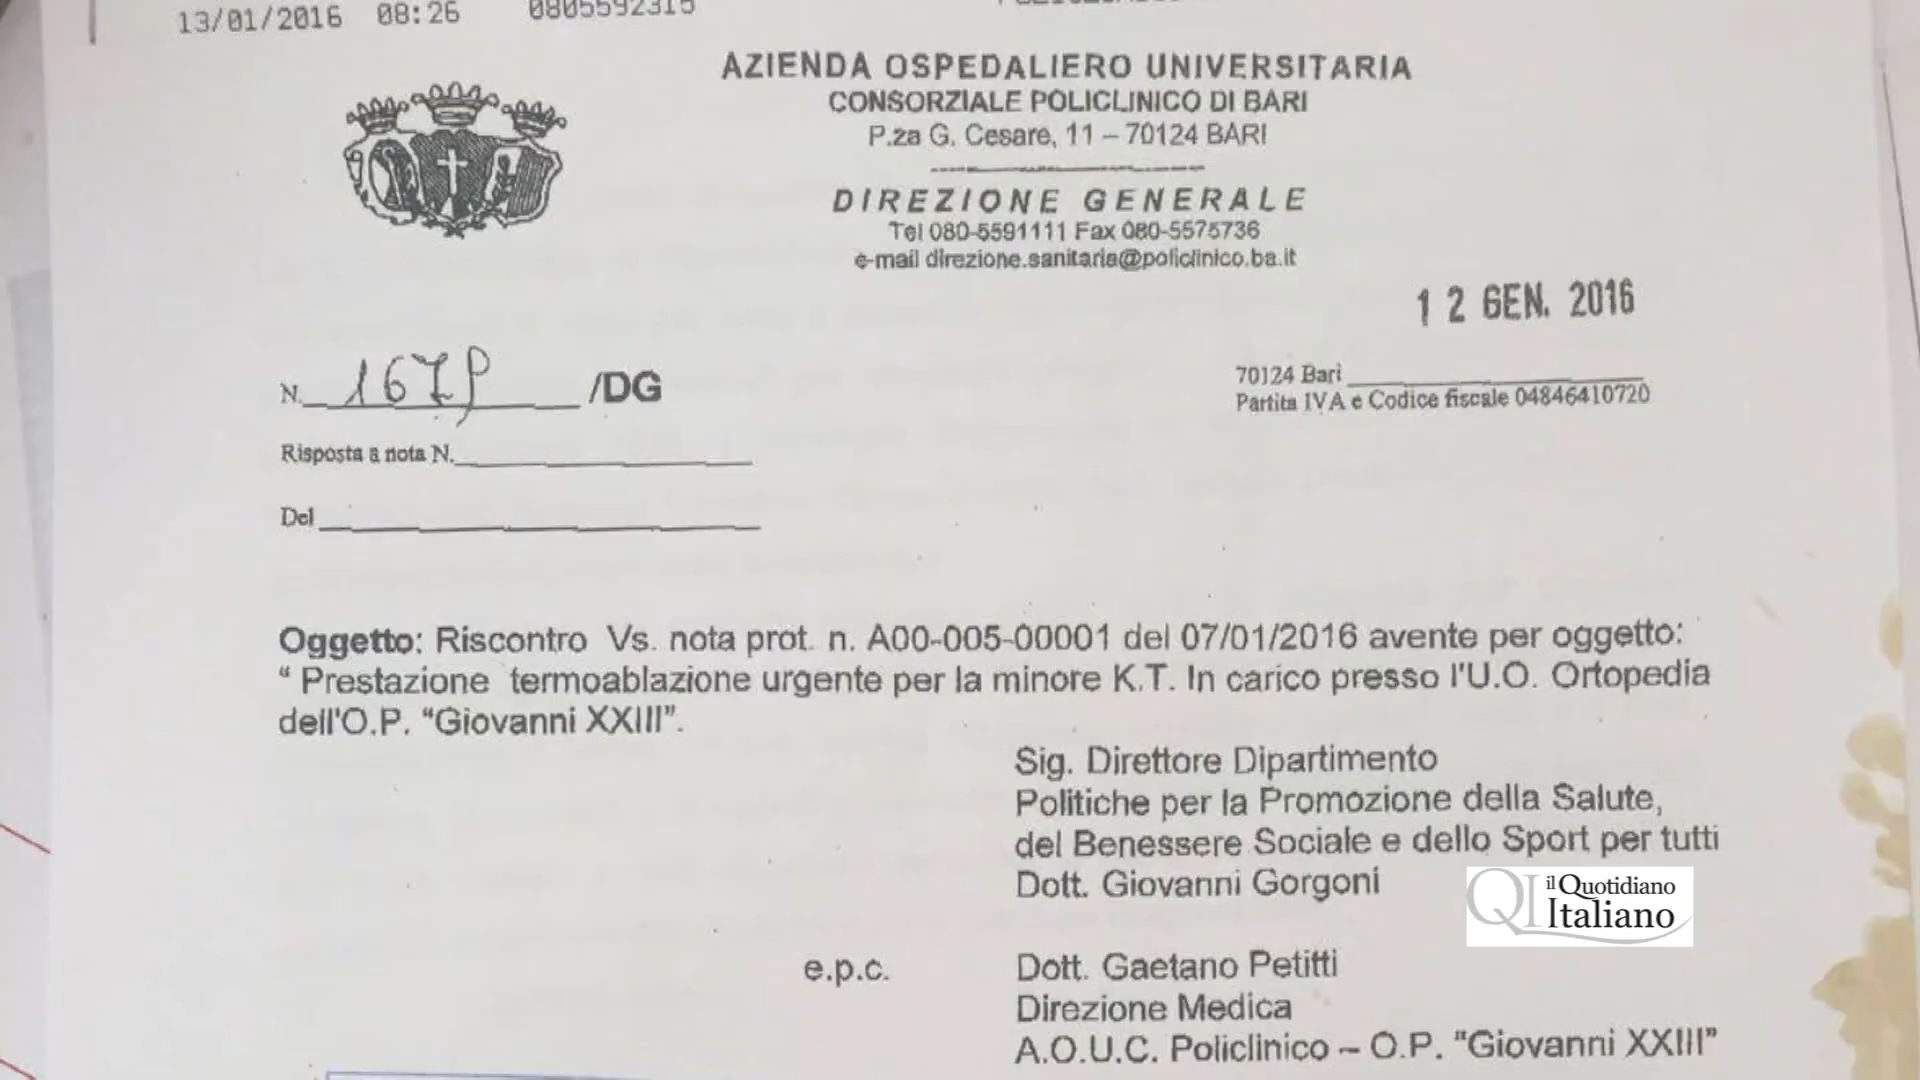 13/01/2016 08:26 0805592315
AZIENDA OSPEDALIERO UNIVERSITARIA
CONSORZIALE POLICLINICO DI BARI
P.za G. Cesare, 11 – 70124 BARI
DIREZIONE GENERALE
Tel 080-5591111 Fax 080-5575736
e-mail direzione.sanitaria@policlinico.ba.it
12 GEN. 2016
N. /DG
70124 Bari
Partita IVA e Codice fiscale 04846410720
Risposta a nota N.
Del
Oggetto: Riscontro Vs. nota prot. n. A00-005-00001 del 07/01/2016 avente per oggetto:
“ Prestazione termoablazione urgente per la minore K.T. In carico presso l'U.O. Ortopedia
dell'O.P. “Giovanni XXIII”.
Sig. Direttore Dipartimento
Politiche per la Promozione della Salute,
del Benessere Sociale e dello Sport per tutti
Dott. Giovanni Gorgoni
QI il Quotidiano
Italiano
e.p.c. Dott. Gaetano Petitti
Direzione Medica
A.O.U.C. Policlinico – O.P. “Giovanni XXIII”